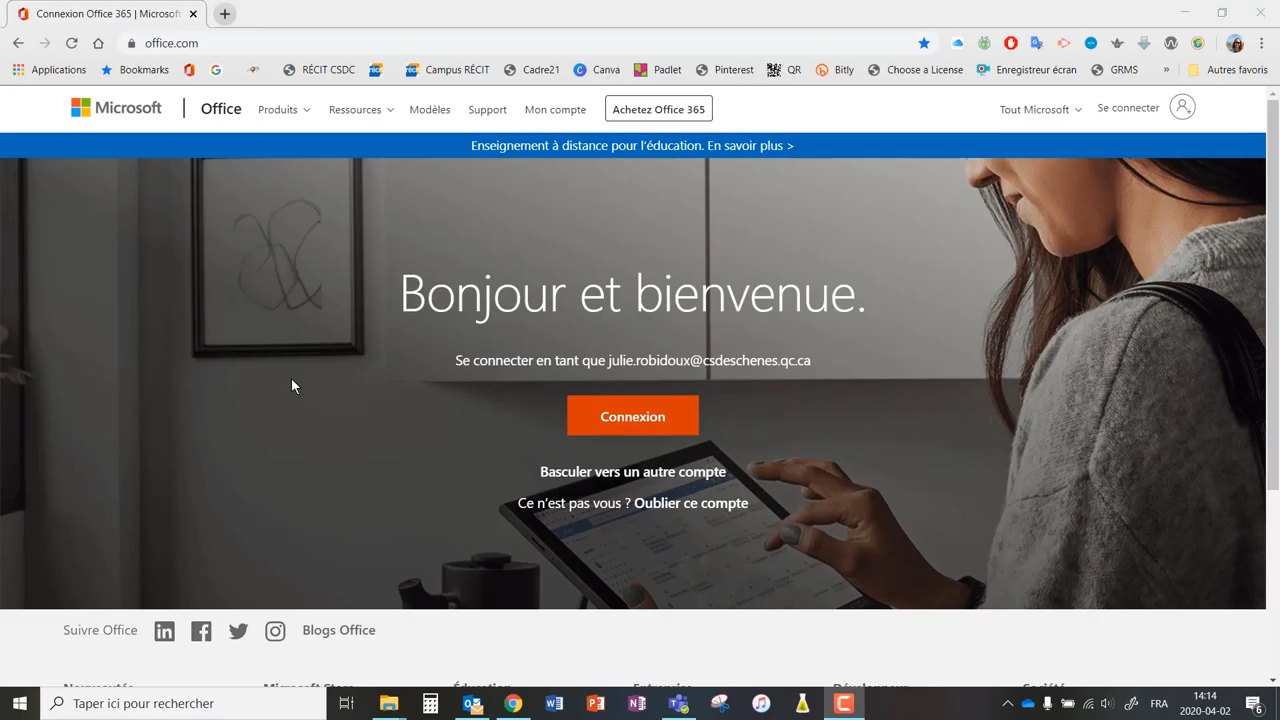 Connexion Office 365 | Microsoft
office.com
Applications Bookmarks RÉCIT CSDC Campus RÉCIT Cadre21 Canva Padlet Pinterest QR Bitly Choose a License Enregistreur écran GRMS » Autres favoris
Microsoft Office Produits Ressources Modèles Support Mon compte Achetez Office 365 Tout Microsoft Se connecter
Enseignement à distance pour l'éducation. En savoir plus >
Bonjour et bienvenue.
Se connecter en tant que julie.robidoux@csdeschenes.qc.ca
Connexion
Basculer vers un autre compte
Ce n'est pas vous ? Oublier ce compte
Suivre Office Blogs Office
Taper ici pour rechercher
FRA
14:14
2020-04-02
6